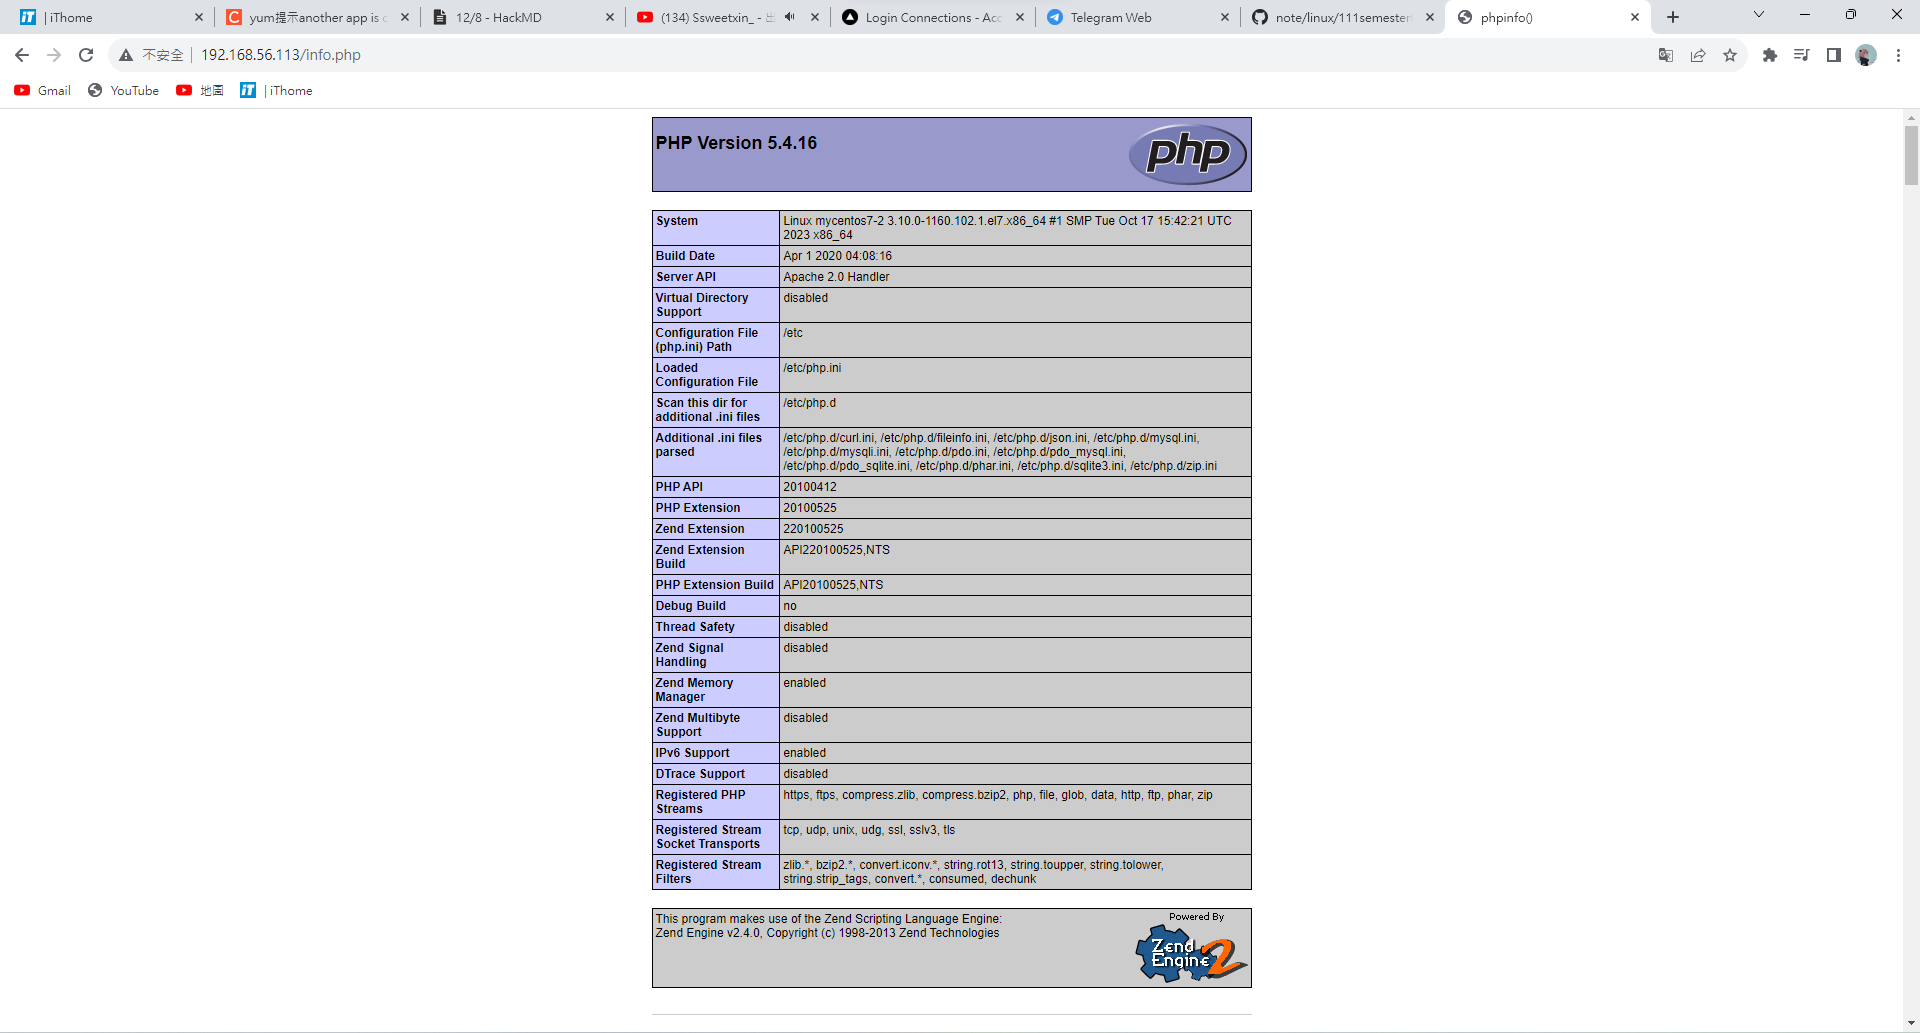 | iThome
yum提示another app is c
12/8 - HackMD
(134) Ssweetxin_ - 出
Login Connections - Acc
Telegram Web
note/linux/111semester
phpinfo()
不安全
192.168.56.113/info.php
Gmail
YouTube
地圖
| iThome
PHP Version 5.4.16
php
System
Linux mycentos7-2 3.10.0-1160.102.1.el7.x86_64 #1 SMP Tue Oct 17 15:42:21 UTC
2023 x86_64
Build Date
Apr 1 2020 04:08:16
Server API
Apache 2.0 Handler
Virtual Directory
Support
disabled
Configuration File
(php.ini) Path
/etc
Loaded
Configuration File
/etc/php.ini
Scan this dir for
additional .ini files
/etc/php.d
Additional .ini files
parsed
/etc/php.d/curl.ini, /etc/php.d/fileinfo.ini, /etc/php.d/json.ini, /etc/php.d/mysql.ini,
/etc/php.d/mysqli.ini, /etc/php.d/pdo.ini, /etc/php.d/pdo_mysql.ini,
/etc/php.d/pdo_sqlite.ini, /etc/php.d/phar.ini, /etc/php.d/sqlite3.ini, /etc/php.d/zip.ini
PHP API
20100412
PHP Extension
20100525
Zend Extension
220100525
Zend Extension
Build
API220100525,NTS
PHP Extension Build
API20100525,NTS
Debug Build
no
Thread Safety
disabled
Zend Signal
Handling
disabled
Zend Memory
Manager
enabled
Zend Multibyte
Support
disabled
IPv6 Support
enabled
DTrace Support
disabled
Registered PHP
Streams
https, ftps, compress.zlib, compress.bzip2, php, file, glob, data, http, ftp, phar, zip
Registered Stream
Socket Transports
tcp, udp, unix, udg, ssl, sslv3, tls
Registered Stream
Filters
zlib.*, bzip2.*, convert.iconv.*, string.rot13, string.toupper, string.tolower,
string.strip_tags, convert.*, consumed, dechunk
This program makes use of the Zend Scripting Language Engine:
Zend Engine v2.4.0, Copyright (c) 1998-2013 Zend Technologies
Powered By
Zend
Engine 2